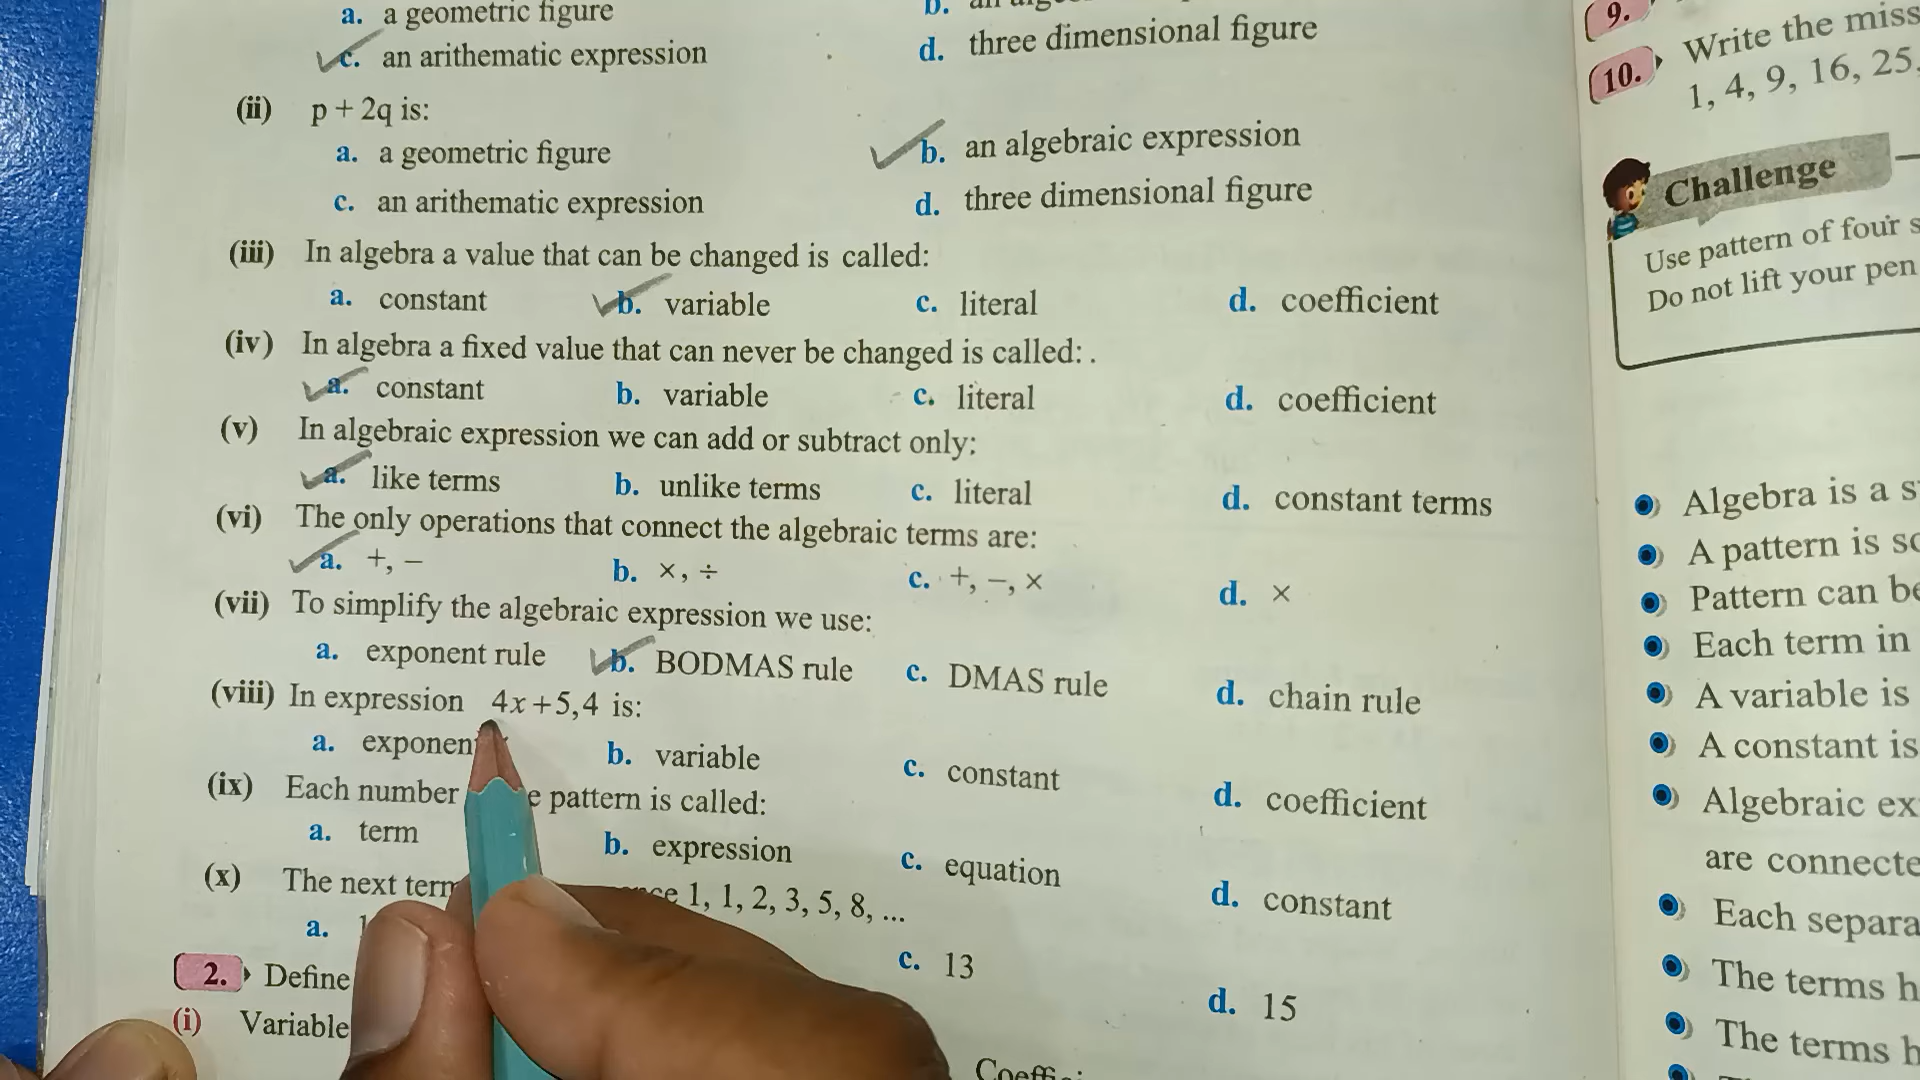 a. a geometric figure
b.
c. an arithematic expression
d. three dimensional figure
(ii) p + 2q is:
a. a geometric figure
b. an algebraic expression
c. an arithematic expression
d. three dimensional figure
(iii) In algebra a value that can be changed is called:
a. constant b. variable c. literal d. coefficient
(iv) In algebra a fixed value that can never be changed is called: .
a. constant b. variable c. literal d. coefficient
(v) In algebraic expression we can add or subtract only:
a. like terms b. unlike terms c. literal d. constant terms
(vi) The only operations that connect the algebraic terms are:
a. +, − b. ×, ÷ c. +, −, × d. ×
(vii) To simplify the algebraic expression we use:
a. exponent rule b. BODMAS rule c. DMAS rule d. chain rule
(viii) In expression 4x+5,4 is:
a. exponent b. variable c. constant d. coefficient
(ix) Each number e pattern is called:
a. term b. expression c. equation d. constant
(x) The next term ce 1, 1, 2, 3, 5, 8, ...
a. c. 13 d. 15
2. Define
(i) Variable
9.
10. Write the miss
1, 4, 9, 16, 25,
Challenge
Use pattern of four s
Do not lift your pen
Algebra is a s
A pattern is so
Pattern can be
Each term in
A variable is
A constant is
Algebraic ex
are connecte
Each separa
The terms h
The terms h